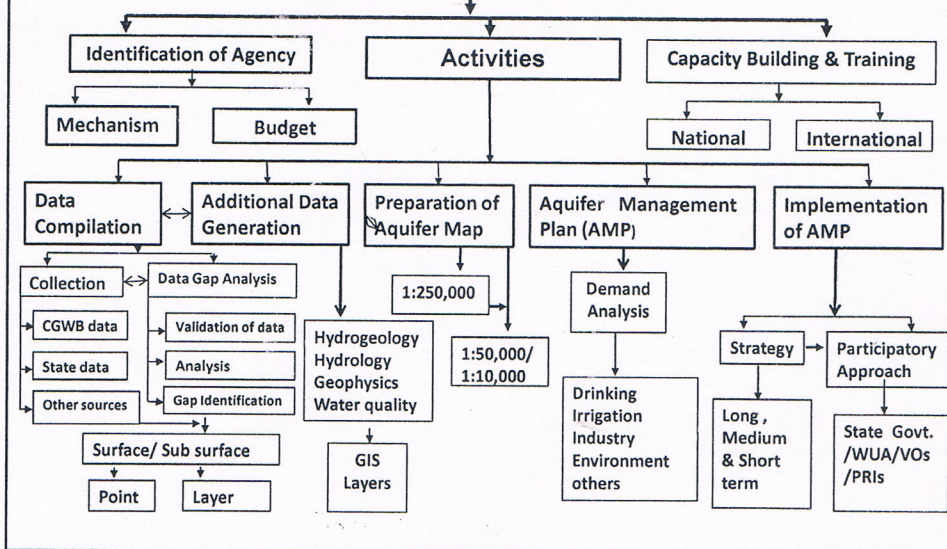 Identification of Agency
Activities
Capacity Building & Training
Mechanism
Budget
National
International
Data
Compilation
Additional Data
Generation
Preparation of
Aquifer Map
Aquifer Management
Plan (AMP)
Implementation
of AMP
Collection
Data Gap Analysis
CGWB data
State data
Other sources
Validation of data
Analysis
Gap Identification
Surface/ Sub surface
Point
Layer
Hydrogeology
Hydrology
Geophysics
Water quality
GIS
Layers
1:250,000
1:50,000/
1:10,000
Demand
Analysis
Drinking
Irrigation
Industry
Environment
others
Strategy
Participatory
Approach
Long ,
Medium
& Short
term
State Govt.
/WUA/VOs
/PRIs